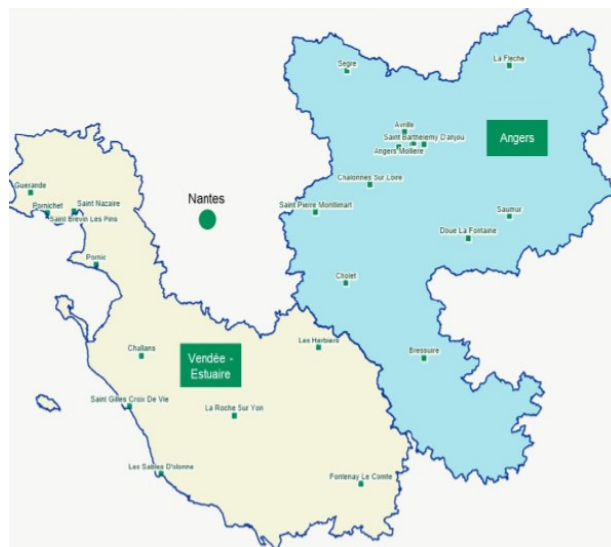 La Fleche
Segre
Avrille
Saint Barthelemy D'anjou
Angers
Angers Moliere
Chalonnes Sur Loire
Guerande
Nantes
Pornichet
Saint Nazaire
Saint Pierre Montlimart
Saumur
Saint Brevin Les Pins
Doue La Fontaine
Pornic
Cholet
Les Herbiers
Challans
Vendée -
Estuaire
Bressuire
Saint Gilles Croix De Vie
La Roche Sur Yon
Les Sables D'olonne
Fontenay Le Comte